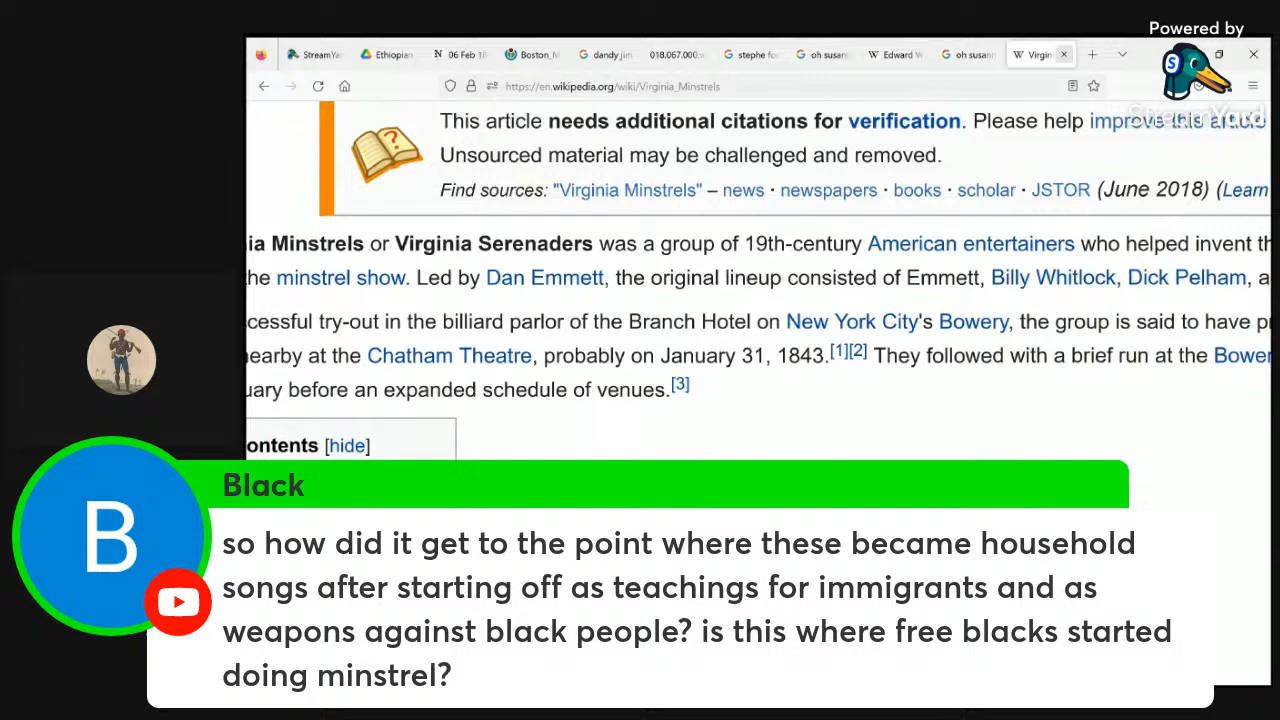 Powered by
StreamYard
StreamYar
Ethiopian
06 Feb 18
Boston_M
dandy jim
018.067.000.
stephe fo
oh susan
Edward W
oh susann
Virgin
https://en.wikipedia.org/wiki/Virginia_Minstrels
This article needs additional citations for verification. Please help improve this article
Unsourced material may be challenged and removed.
Find sources: "Virginia Minstrels" – news · newspapers · books · scholar · JSTOR (June 2018) (Learn
ia Minstrels or Virginia Serenaders was a group of 19th-century American entertainers who helped invent th
the minstrel show. Led by Dan Emmett, the original lineup consisted of Emmett, Billy Whitlock, Dick Pelham, a
cessful try-out in the billiard parlor of the Branch Hotel on New York City's Bowery, the group is said to have p
nearby at the Chatham Theatre, probably on January 31, 1843.[1][2] They followed with a brief run at the Bower
uary before an expanded schedule of venues.[3]
ontents [hide]
B
Black
so how did it get to the point where these became household
songs after starting off as teachings for immigrants and as
weapons against black people? is this where free blacks started
doing minstrel?